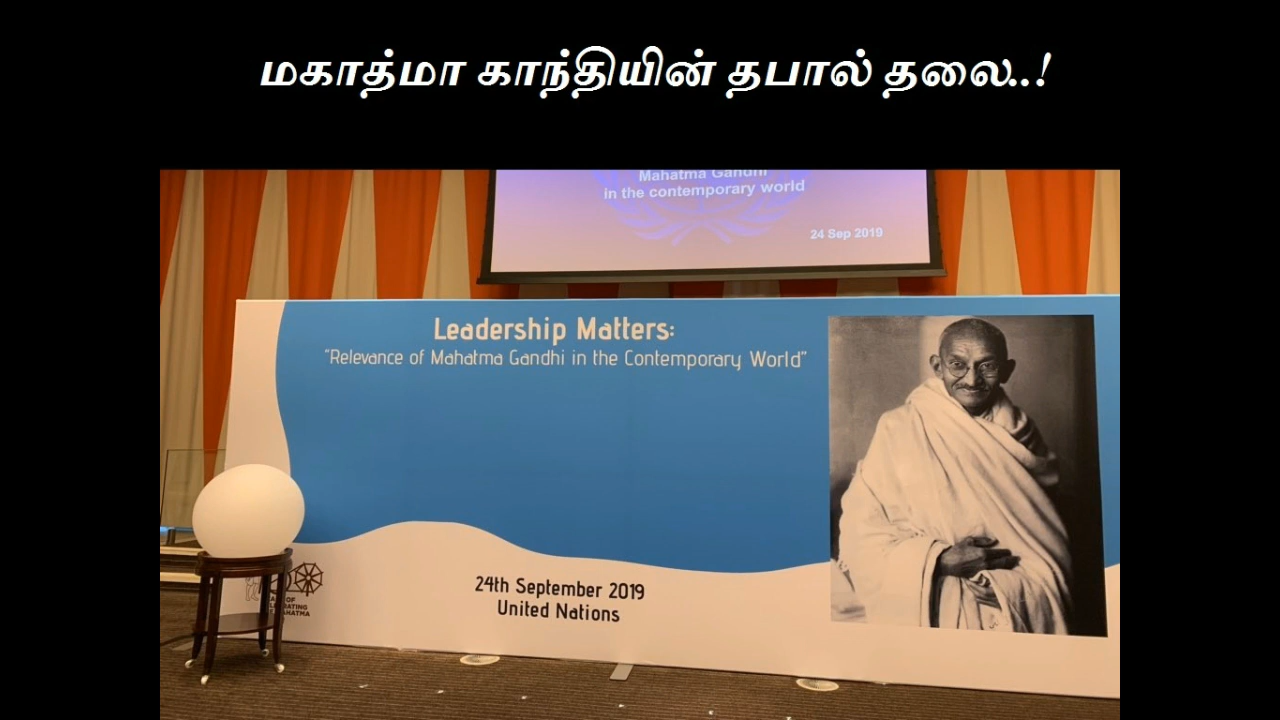 மகாத்மா காந்தியின் தபால் தலை..!
Mahatma Gandhi
in the contemporary world
24 Sep 2019
Leadership Matters:
"Relevance of Mahatma Gandhi in the Contemporary World"
24th September 2019
United Nations